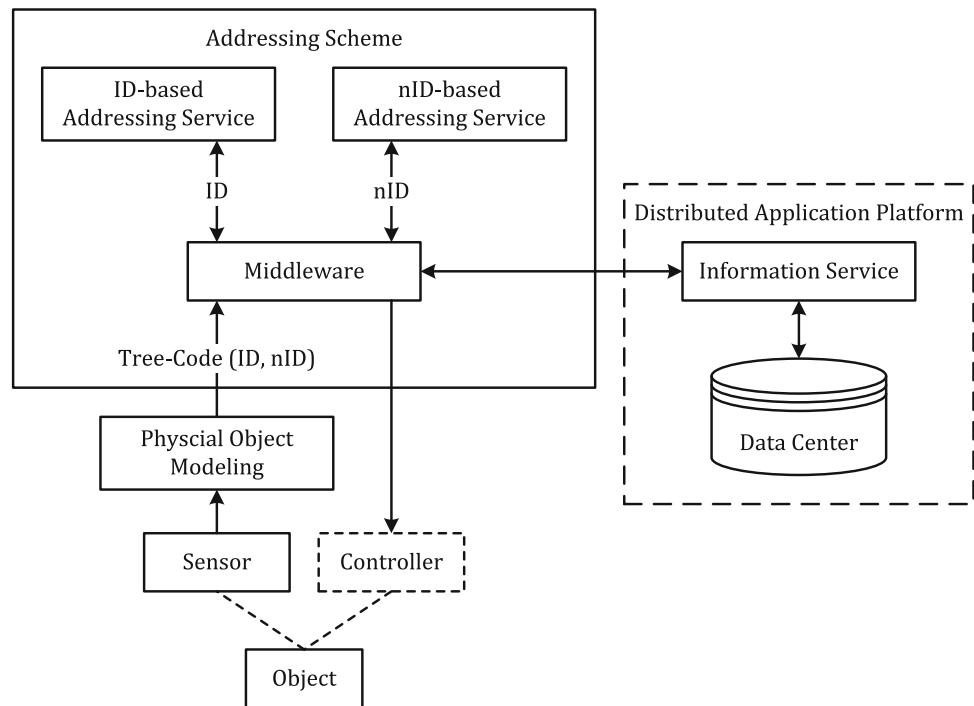 Addressing Scheme
ID-based
Addressing Service
nID-based
Addressing Service
ID
nID
Distributed Application Platform
Middleware
Information Service
Tree-Code (ID, nID)
Physcial Object
Modeling
Data Center
Sensor
Controller
Object